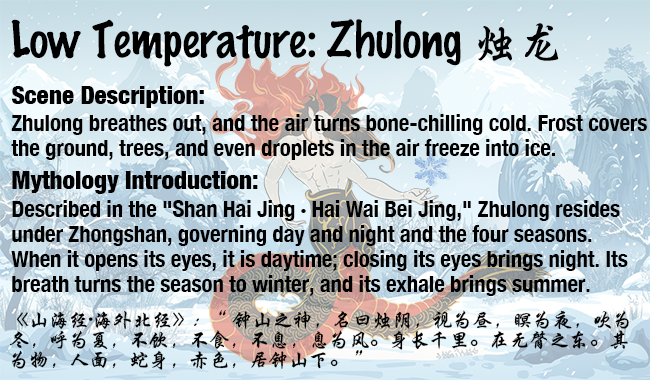 Low Temperature: Zhulong 烛龙
Scene Description:
Zhulong breathes out, and the air turns bone-chilling cold. Frost covers
the ground, trees, and even droplets in the air freeze into ice.
Mythology Introduction:
Described in the "Shan Hai Jing · Hai Wai Bei Jing," Zhulong resides
under Zhongshan, governing day and night and the four seasons.
When it opens its eyes, it is daytime; closing its eyes brings night. Its
breath turns the season to winter, and its exhale brings summer.
《山海经·海外北经》：“钟山之神，名曰烛阴，视为昼，瞑为夜，吹为
冬，呼为夏，不饮，不食，不息，息为风。身长千里。在无䏿之东。其
为物，人面，蛇身，赤色，居钟山下。”